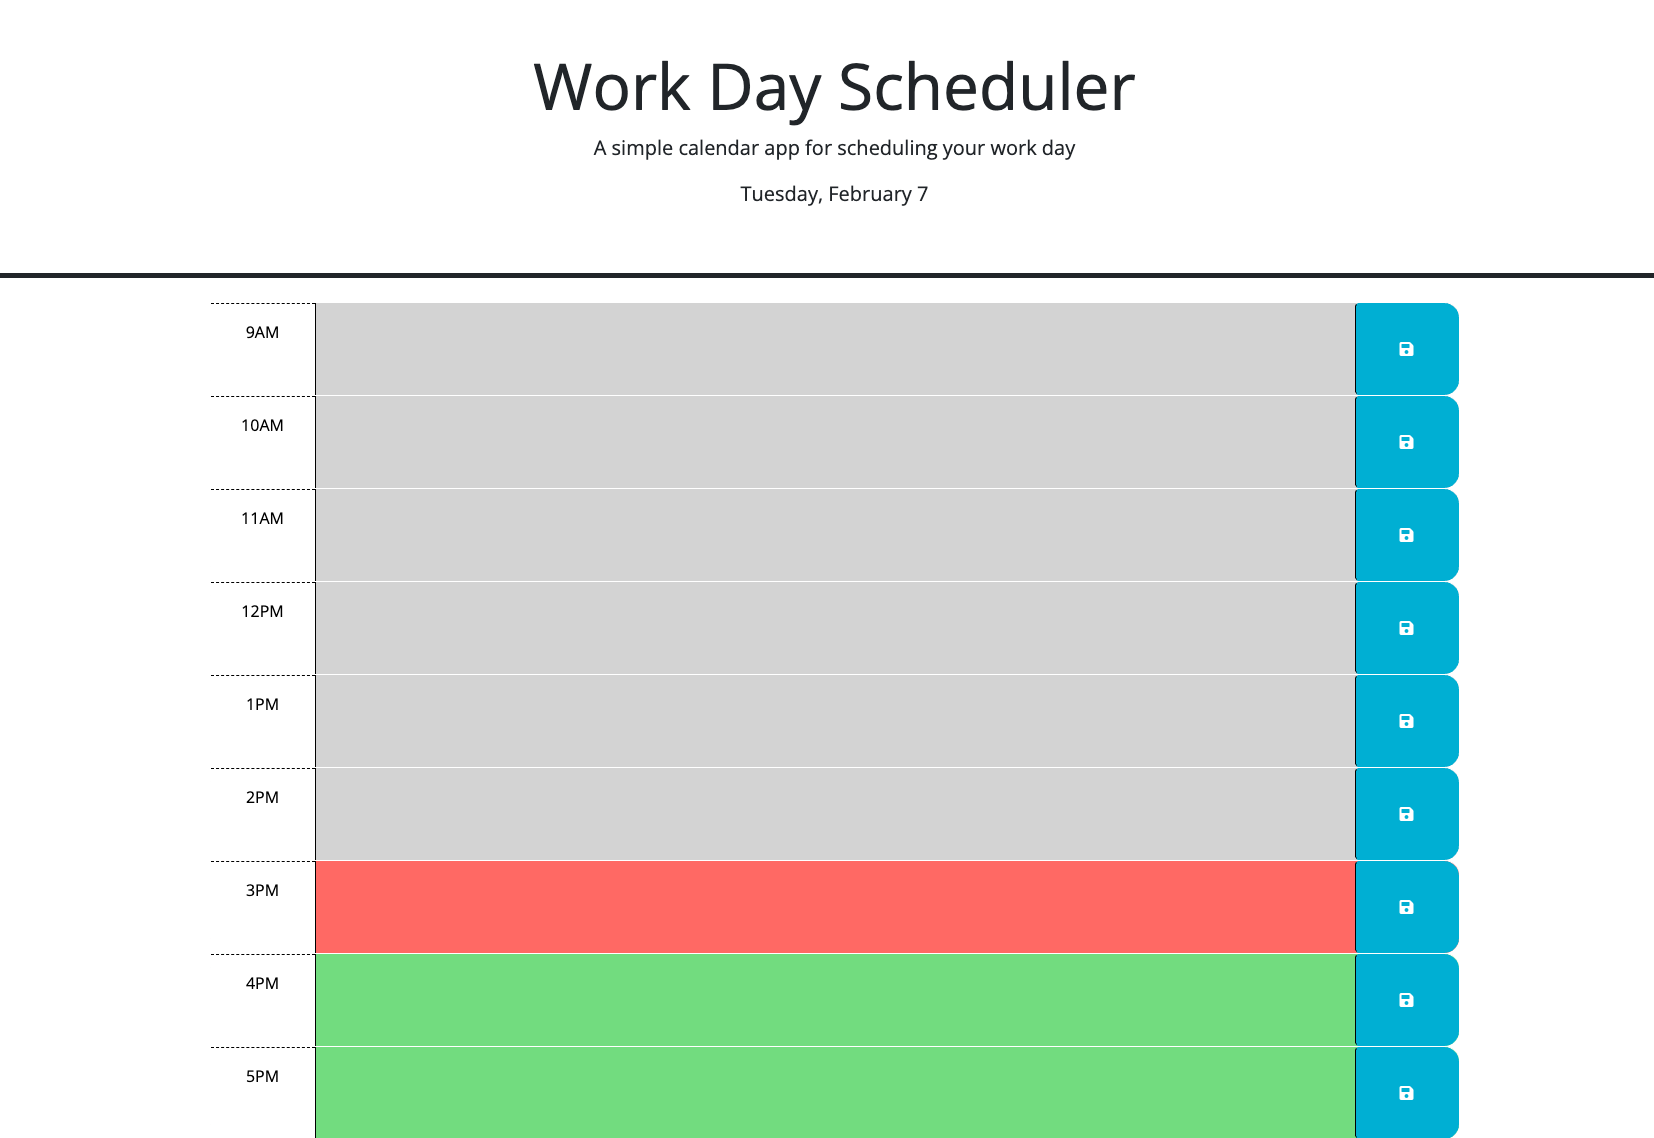 Work Day Scheduler
A simple calendar app for scheduling your work day
Tuesday, February 7
9AM
10AM
11AM
12PM
1PM
2PM
3PM
4PM
5PM